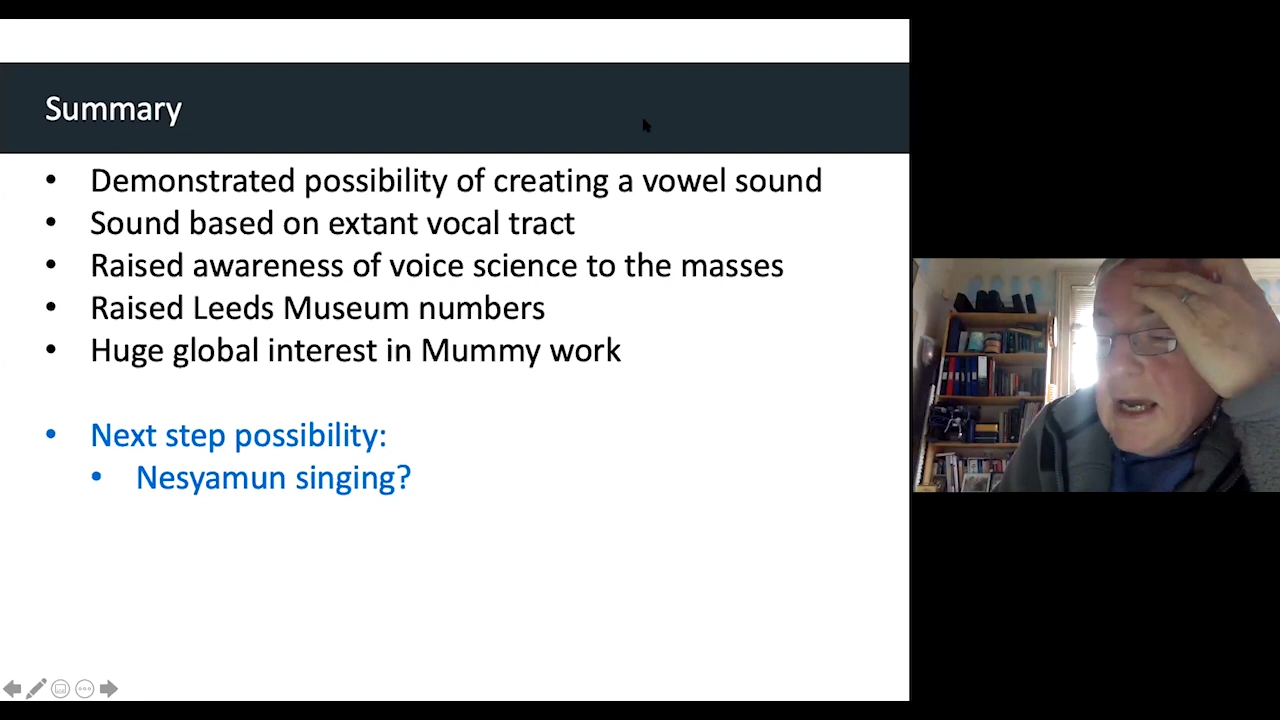 Summary
• Demonstrated possibility of creating a vowel sound
• Sound based on extant vocal tract
• Raised awareness of voice science to the masses
• Raised Leeds Museum numbers
• Huge global interest in Mummy work
• Next step possibility:
• Nesyamun singing?